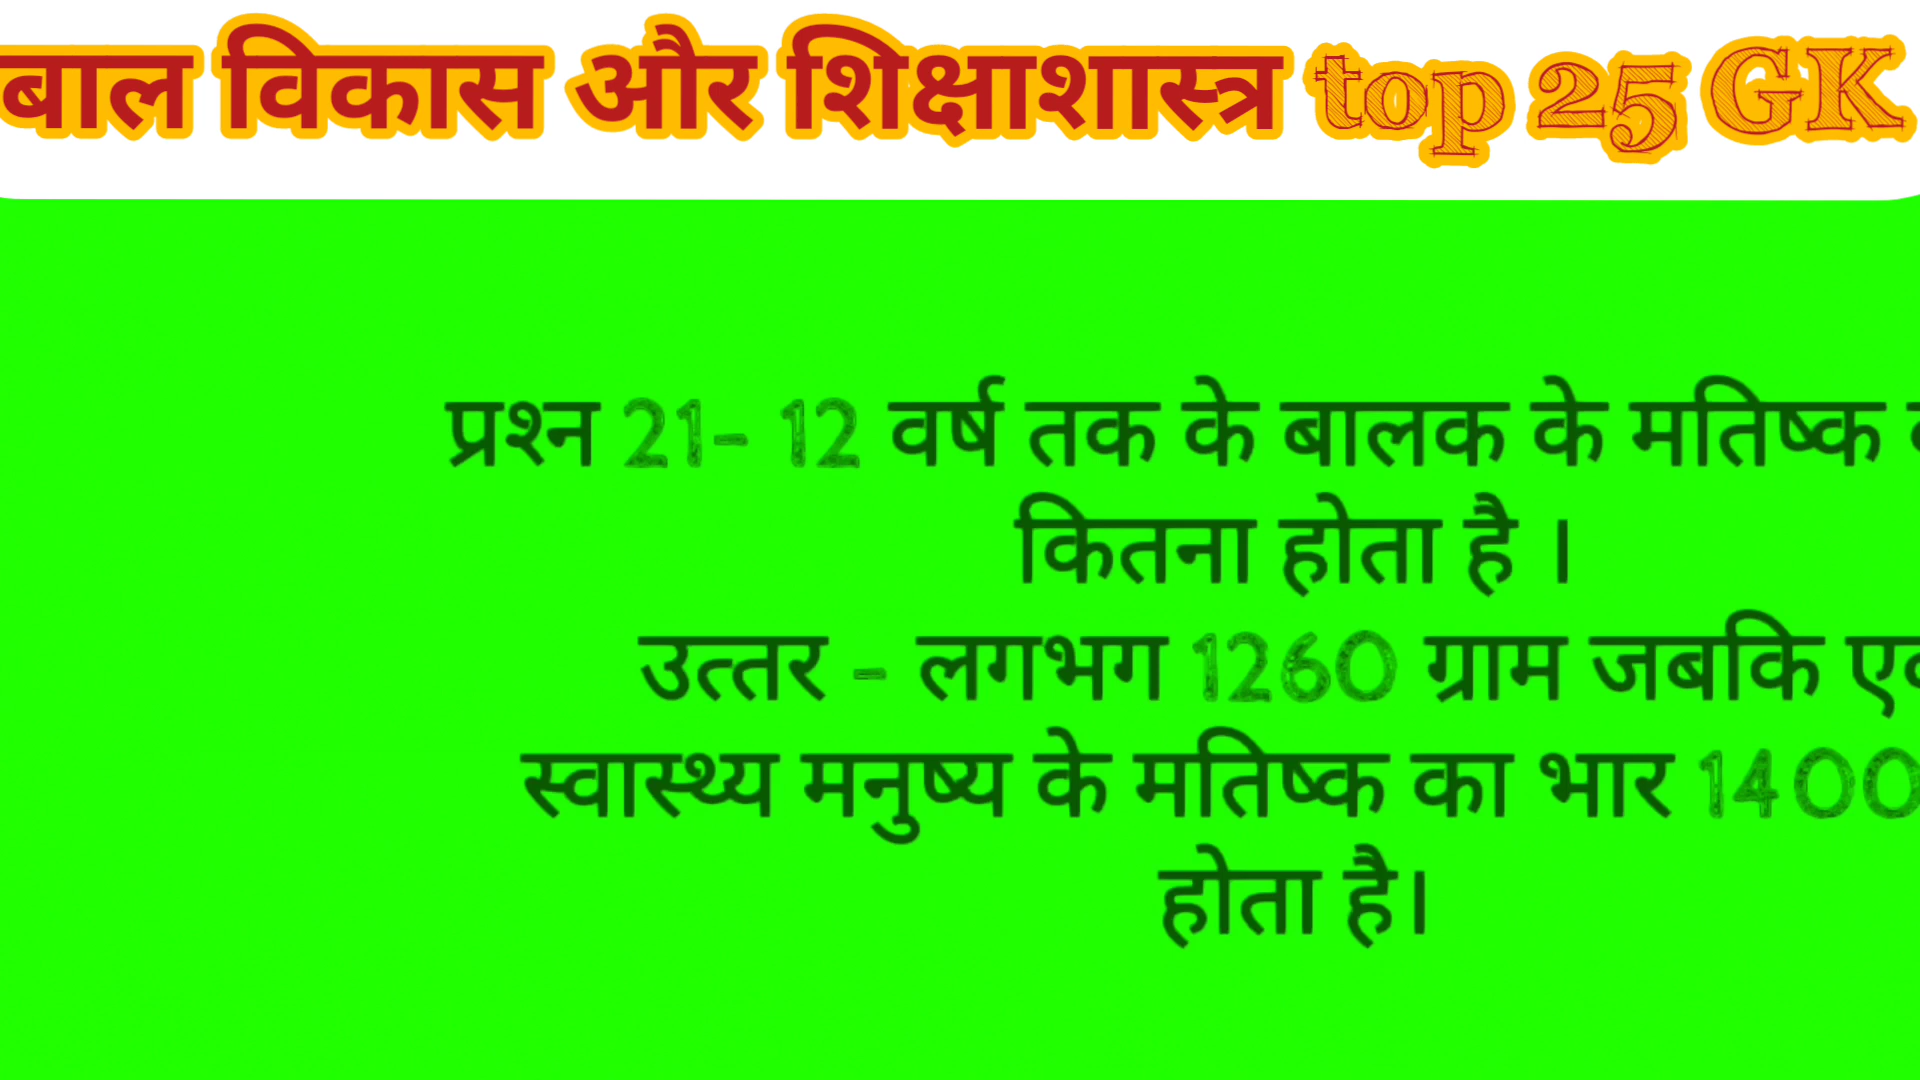 बाल विकास और शिक्षाशास्त्र top 25 GK
प्रश्न 21- 12 वर्ष तक के बालक के मतिष्क
कितना होता है ।
उत्तर - लगभग 1260 ग्राम जबकि
स्वास्थ्य मनुष्य के मतिष्क का भार 1400
होता है।